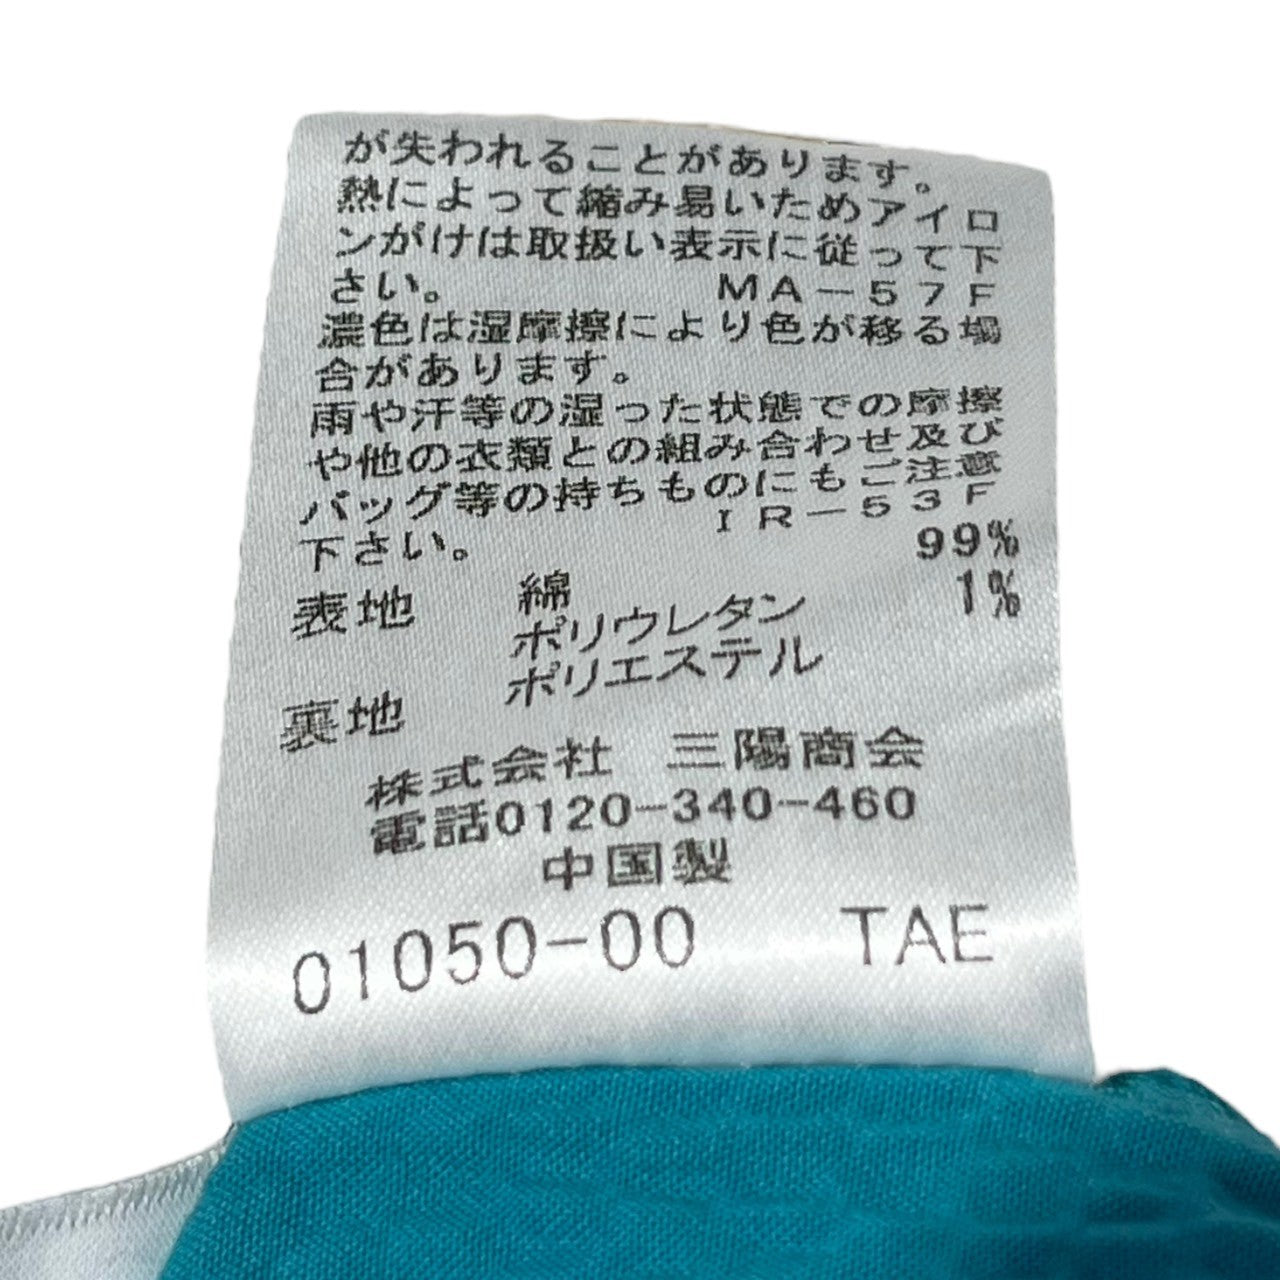 が失われることがあります。
熱によって縮み易いためアイロ
ンがけは取扱い表示に従って下
さい。 MA-57F
濃色は湿摩擦により色が移る場
合があります。
雨や汗等の湿った状態での摩擦
や他の衣類との組み合わせ及び
バッグ等の持ちものにもご注意
下さい。 IR-53F
表地 綿 99%
ポリウレタン 1%
裏地 ポリエステル
株式会社 三陽商会
電話0120-340-460
中国製
01050-00 TAE